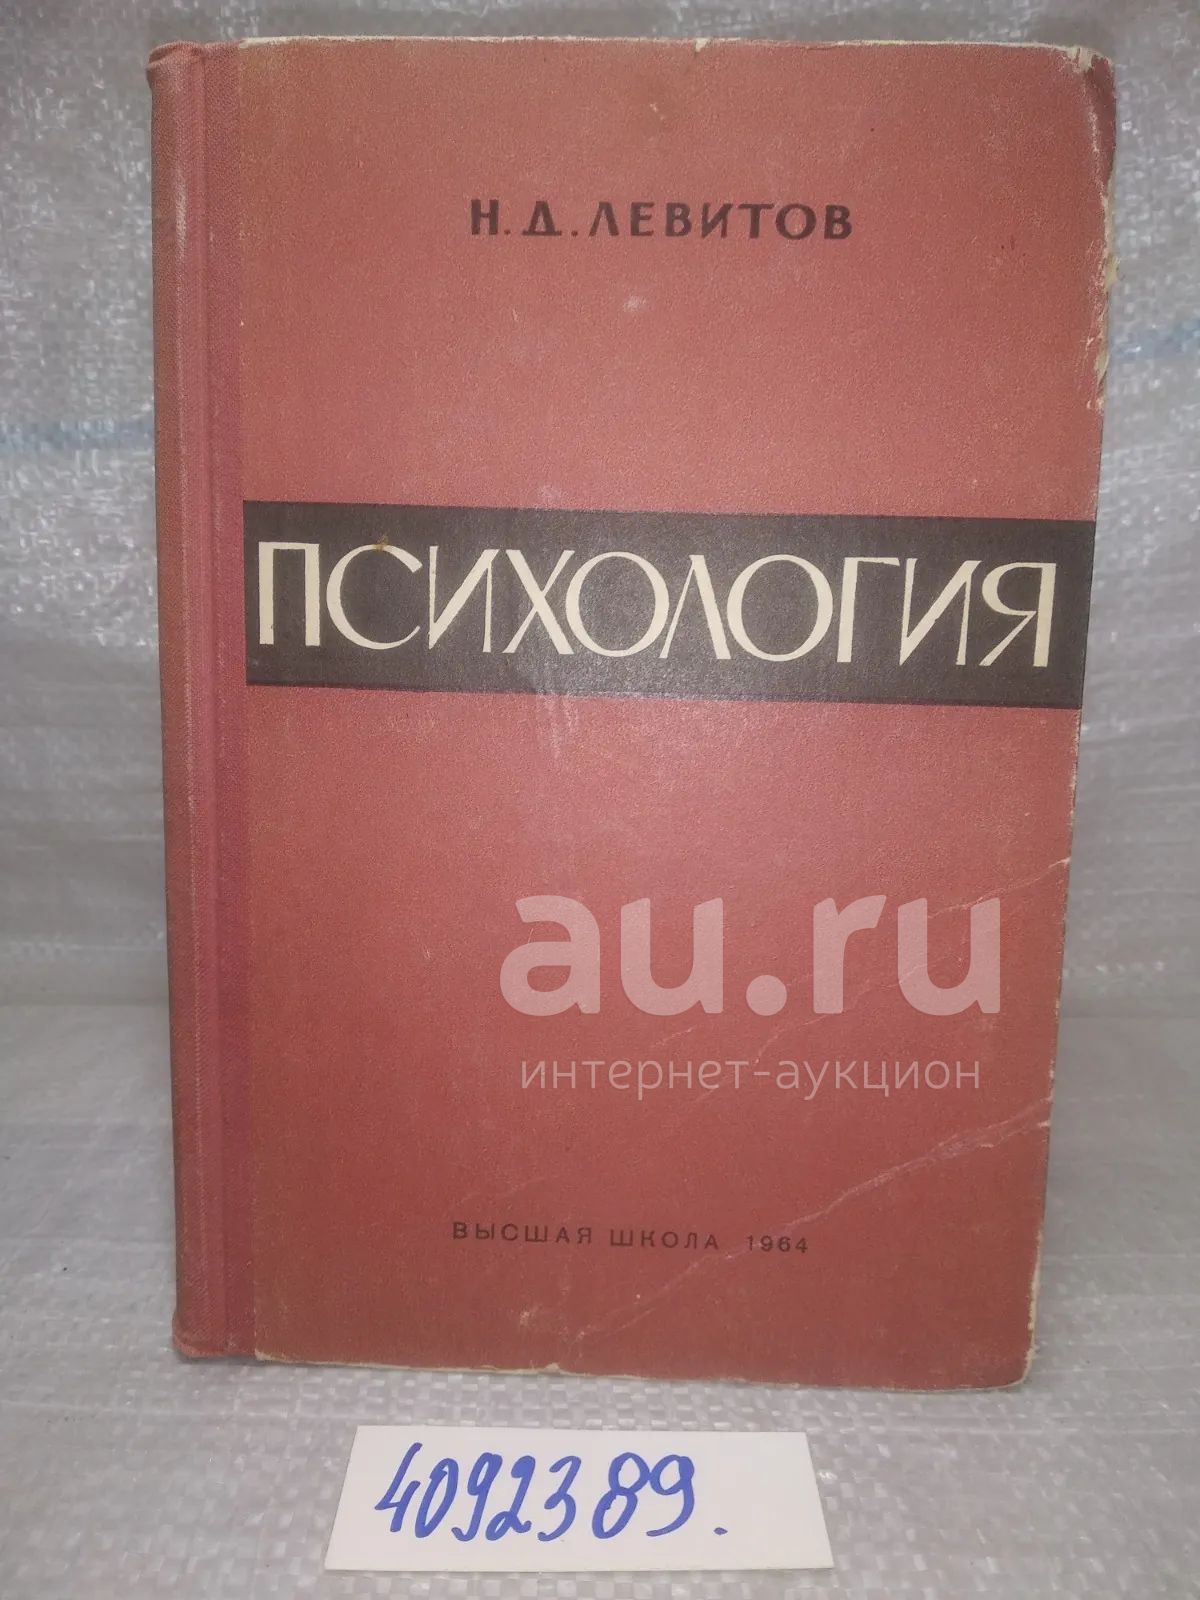 Н.Д.ЛЕВИТОВ
ПСИХОЛОГИЯ
au.ru
интернет-аукцион
ВЫСШАЯ ШКОЛА 1964
4092389.